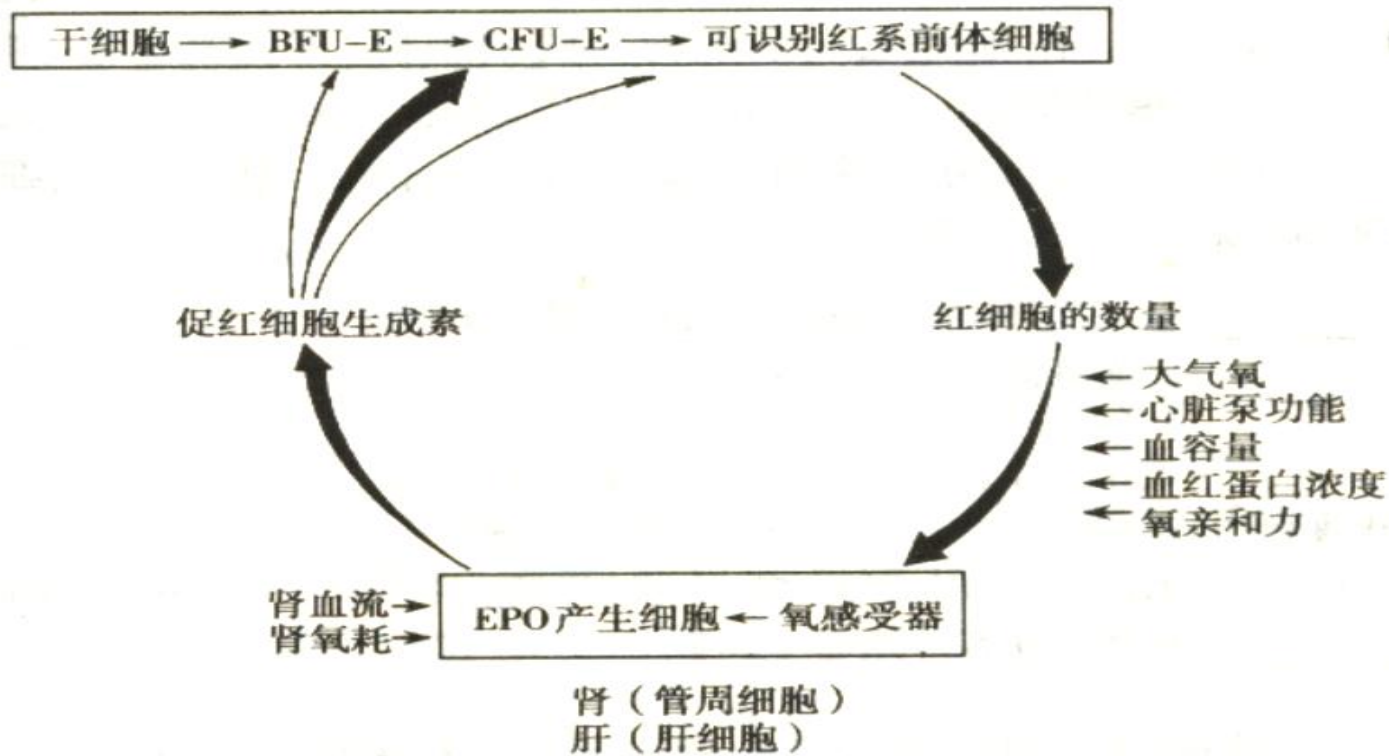 干细胞 → BFU-E → CFU-E → 可识别红系前体细胞
促红细胞生成素
红细胞的数量
← 大气氧
← 心脏泵功能
← 血容量
← 血红蛋白浓度
← 氧亲和力
肾血流→
肾氧耗→
EPO产生细胞 ← 氧感受器
肾（管周细胞）
肝（肝细胞）